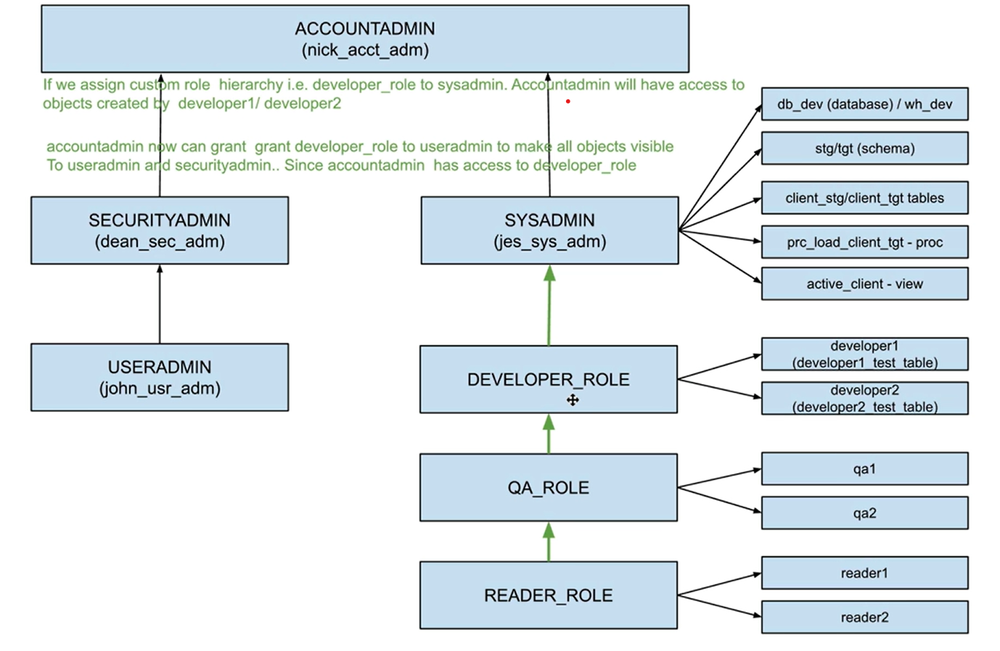 ACCOUNTADMIN
(nick_acct_adm)
If we assign custom role hierarchy i.e. developer_role to sysadmin. Accountadmin will have access to
objects created by developer1/ developer2
accountadmin now can grant grant developer_role to useradmin to make all objects visible
To useradmin and securityadmin.. Since accountadmin has access to developer_role
db_dev (database) / wh_dev
stg/tgt (schema)
client_stg/client_tgt tables
prc_load_client_tgt - proc
active_client - view
SECURITYADMIN
(dean_sec_adm)
SYSADMIN
(jes_sys_adm)
USERADMIN
(john_usr_adm)
DEVELOPER_ROLE
developer1
(developer1_test_table)
developer2
(developer2_test_table)
QA_ROLE
qa1
qa2
READER_ROLE
reader1
reader2